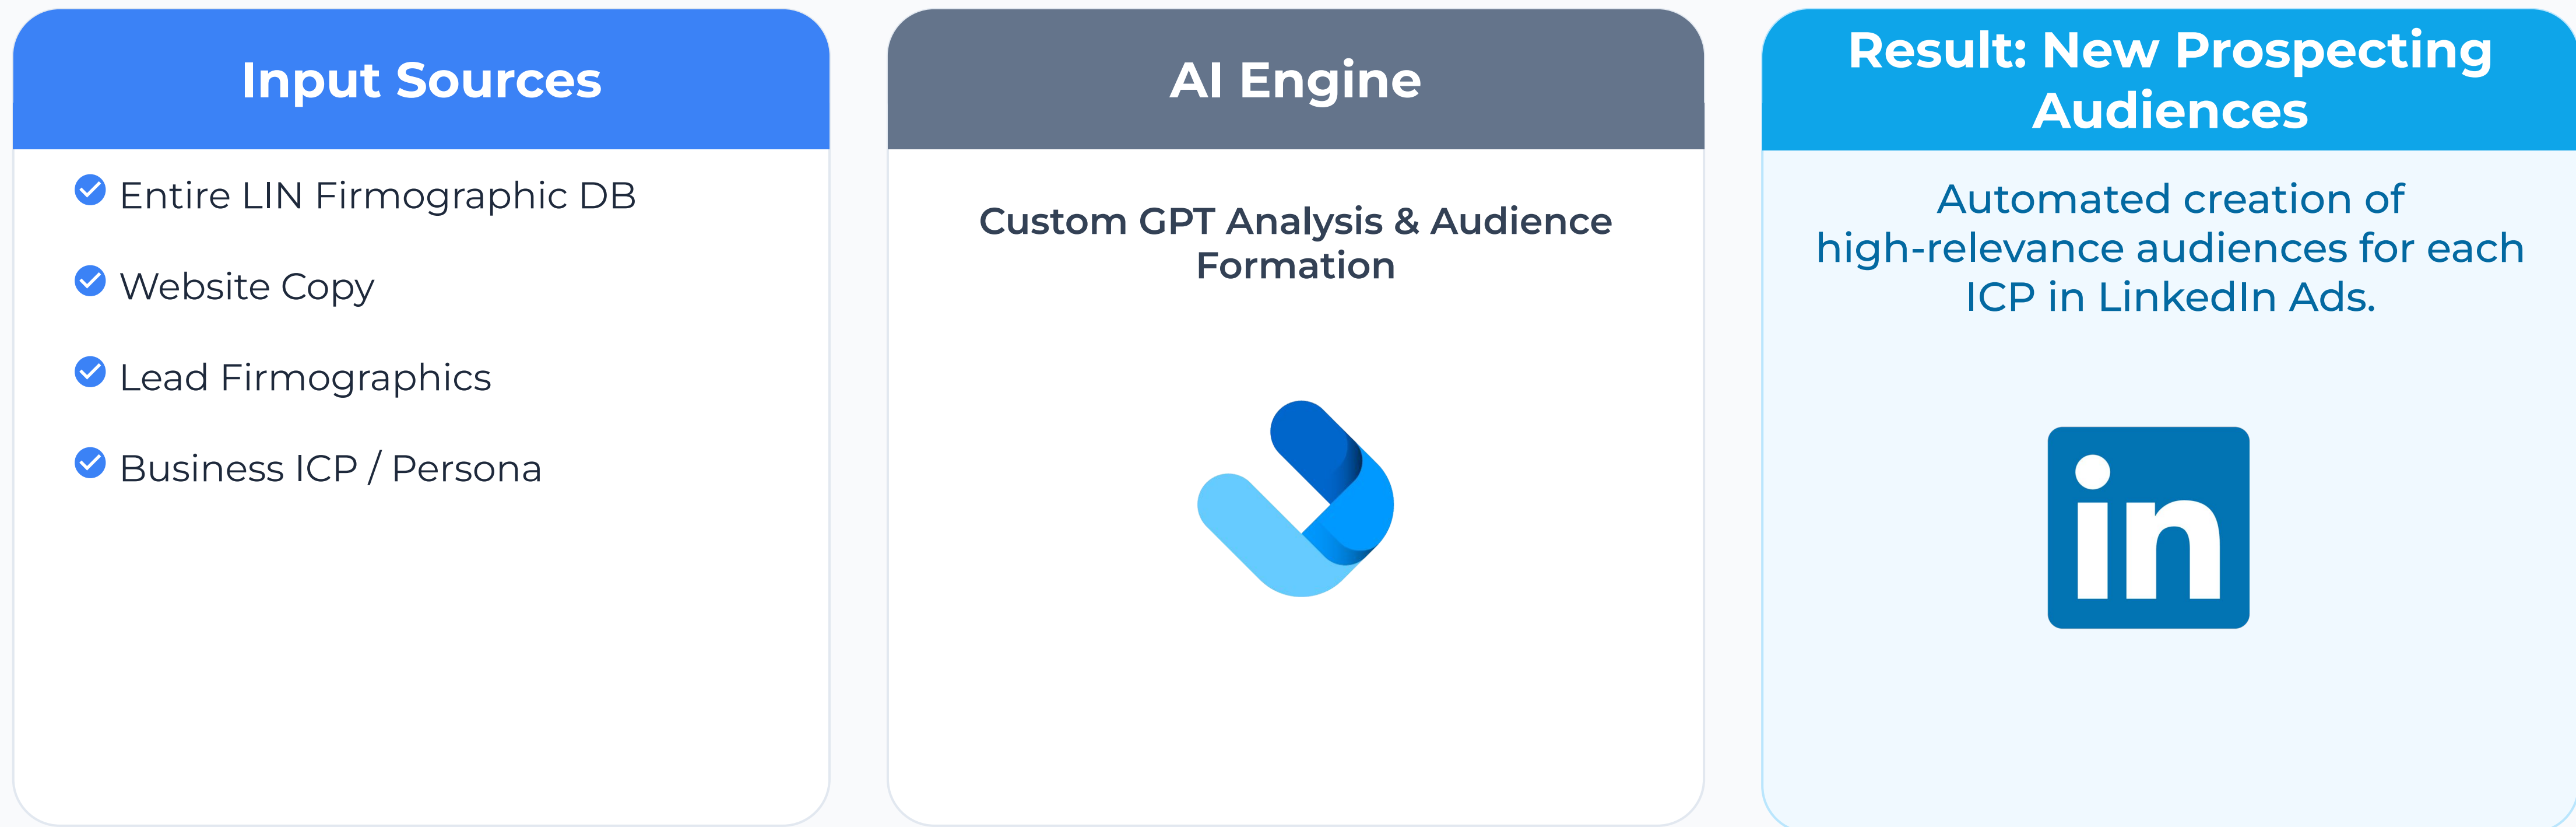 Input Sources
Entire LIN Firmographic DB
Website Copy
Lead Firmographics
Business ICP / Persona
AI Engine
Custom GPT Analysis & Audience
Formation
Result: New Prospecting
Audiences
Automated creation of
high-relevance audiences for each
ICP in LinkedIn Ads.
in